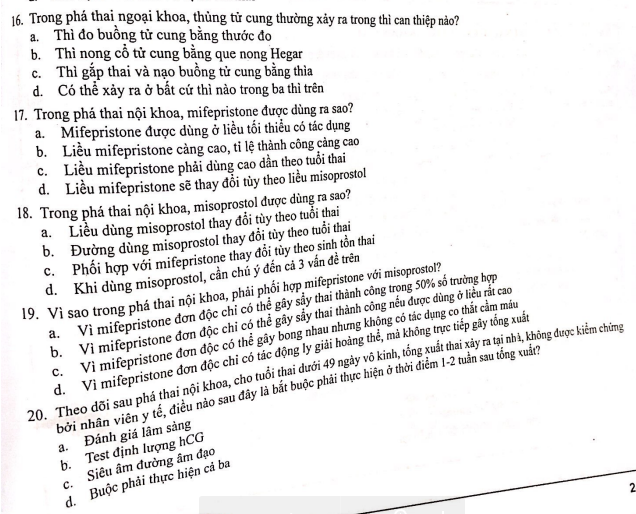 16. Trong phá thai ngoại khoa, thủng tử cung thường xảy ra trong thì can thiệp nào?
a. Thì đo buồng tử cung bằng thước đo
b. Thì nong cổ tử cung bằng que nong Hegar
c. Thì gắp thai và nạo buồng tử cung bằng thìa
d. Có thể xảy ra ở bất cứ thì nào trong ba thì trên
17. Trong phá thai nội khoa, mifepristone được dùng ra sao?
a. Mifepristone được dùng ở liều tối thiểu có tác dụng
b. Liều mifepristone càng cao, tỉ lệ thành công càng cao
c. Liều mifepristone phải dùng cao dần theo tuổi thai
d. Liều mifepristone sẽ thay đổi tùy theo liều misoprostol
18. Trong phá thai nội khoa, misoprostol được dùng ra sao?
a. Liều dùng misoprostol thay đổi tùy theo tuổi thai
b. Đường dùng misoprostol thay đổi tùy theo tuổi thai
c. Phối hợp với mifepristone thay đổi tùy theo sinh tồn thai
d. Khi dùng misoprostol, cần chú ý đến cả 3 vấn đề trên
19. Vì sao trong phá thai nội khoa, phải phối hợp mifepristone với misoprostol?
a. Vì mifepristone đơn độc chỉ có thể gây sẩy thai thành công trong 50% số trường hợp
b. Vì mifepristone đơn độc chỉ có thể gây sẩy thai thành công nếu được dùng ở liều rất cao
c. Vì mifepristone đơn độc có thể gây bong nhau nhưng không có tác dụng co thắt cầm máu
d. Vì mifepristone đơn độc chỉ có tác động ly giải hoàng thể, mà không trực tiếp gây tống xuất
20. Theo dõi sau phá thai nội khoa, cho tuổi thai dưới 49 ngày vô kinh, tống xuất thai xảy ra tại nhà, không được kiểm chứng
bởi nhân viên y tế, điều nào sau đây là bắt buộc phải thực hiện ở thời điểm 1-2 tuần sau tống xuất?
a. Đánh giá lâm sàng
b. Test định lượng hCG
c. Siêu âm đường âm đạo
d. Buộc phải thực hiện cả ba
2